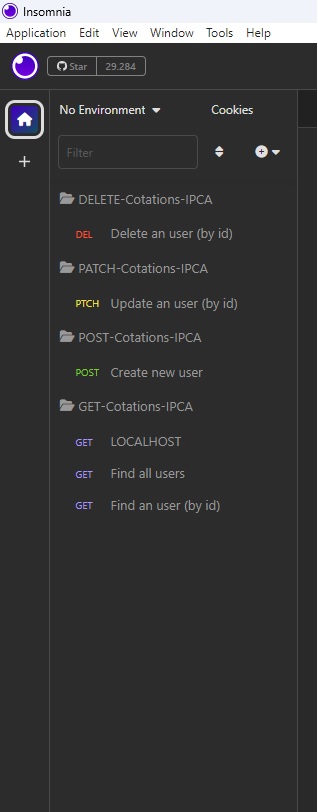 Insomnia
Application Edit View Window Tools Help
Star 29.284
No Environment Cookies
Filter
DELETE-Cotations-IPCA
DEL Delete an user (by id)
PATCH-Cotations-IPCA
PTCH Update an user (by id)
POST-Cotations-IPCA
POST Create new user
GET-Cotations-IPCA
GET LOCALHOST
GET Find all users
GET Find an user (by id)